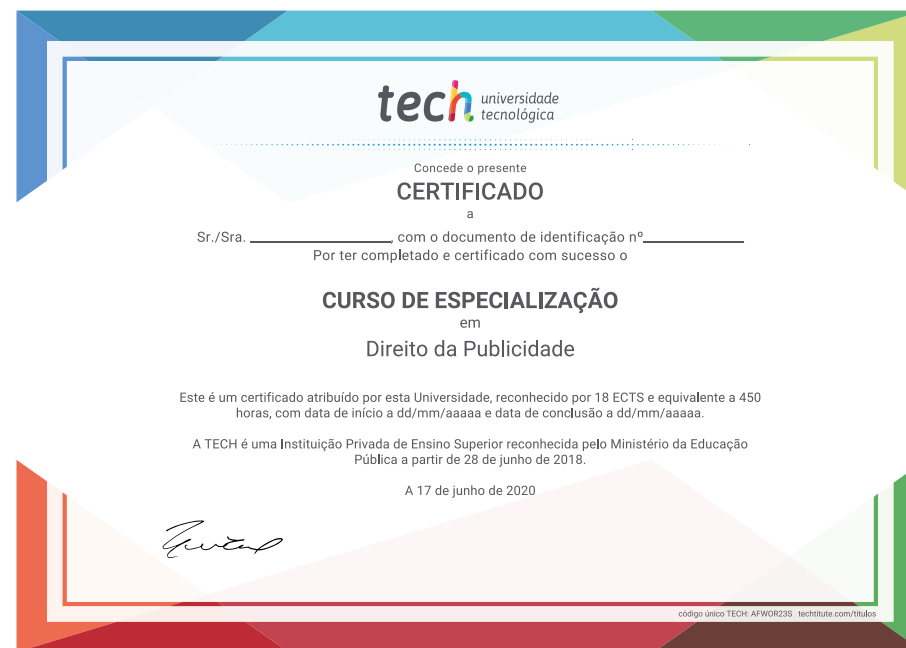 tech universidade
tecnológica
Concede o presente
CERTIFICADO
a
Sr./Sra. , com o documento de identificação nº
Por ter completado e certificado com sucesso o
CURSO DE ESPECIALIZAÇÃO
em
Direito da Publicidade
Este é um certificado atribuído por esta Universidade, reconhecido por 18 ECTS e equivalente a 450
horas, com data de início a dd/mm/aaaaa e data de conclusão a dd/mm/aaaaa.
A TECH é uma Instituição Privada de Ensino Superior reconhecida pelo Ministério da Educação
Pública a partir de 28 de junho de 2018.
A 17 de junho de 2020
código único TECH: AFWOR23S techtitute.com/titulos